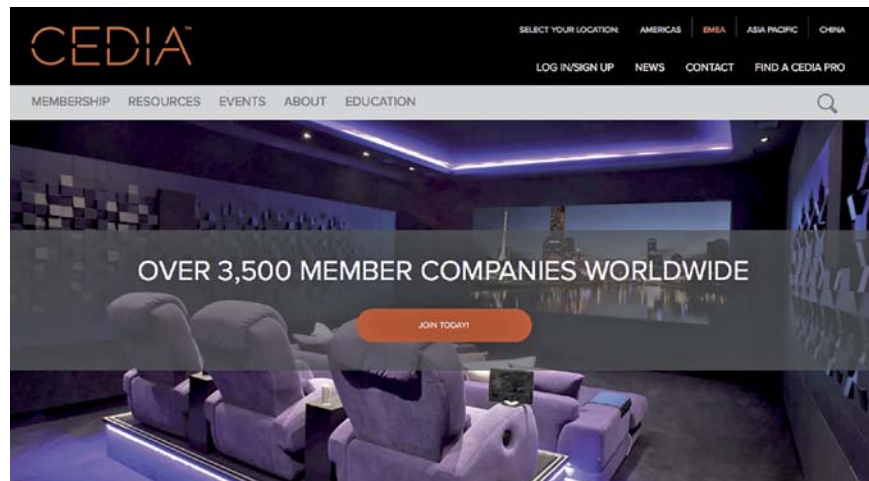 CEDIA™
SELECT YOUR LOCATION: AMERICAS EMEA ASIA PACIFIC CHINA
LOG IN/SIGN UP NEWS CONTACT FIND A CEDIA PRO
MEMBERSHIP RESOURCES EVENTS ABOUT EDUCATION
OVER 3,500 MEMBER COMPANIES WORLDWIDE
JOIN TODAY!